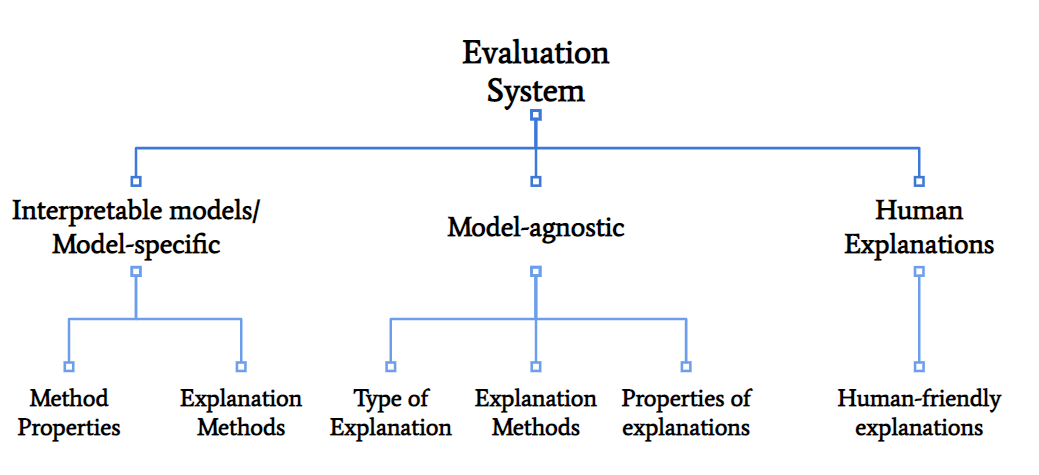 Evaluation
System
Interpretable models/
Model-specific
Model-agnostic
Human
Explanations
Method
Properties
Explanation
Methods
Type of
Explanation
Explanation
Methods
Properties of
explanations
Human-friendly
explanations